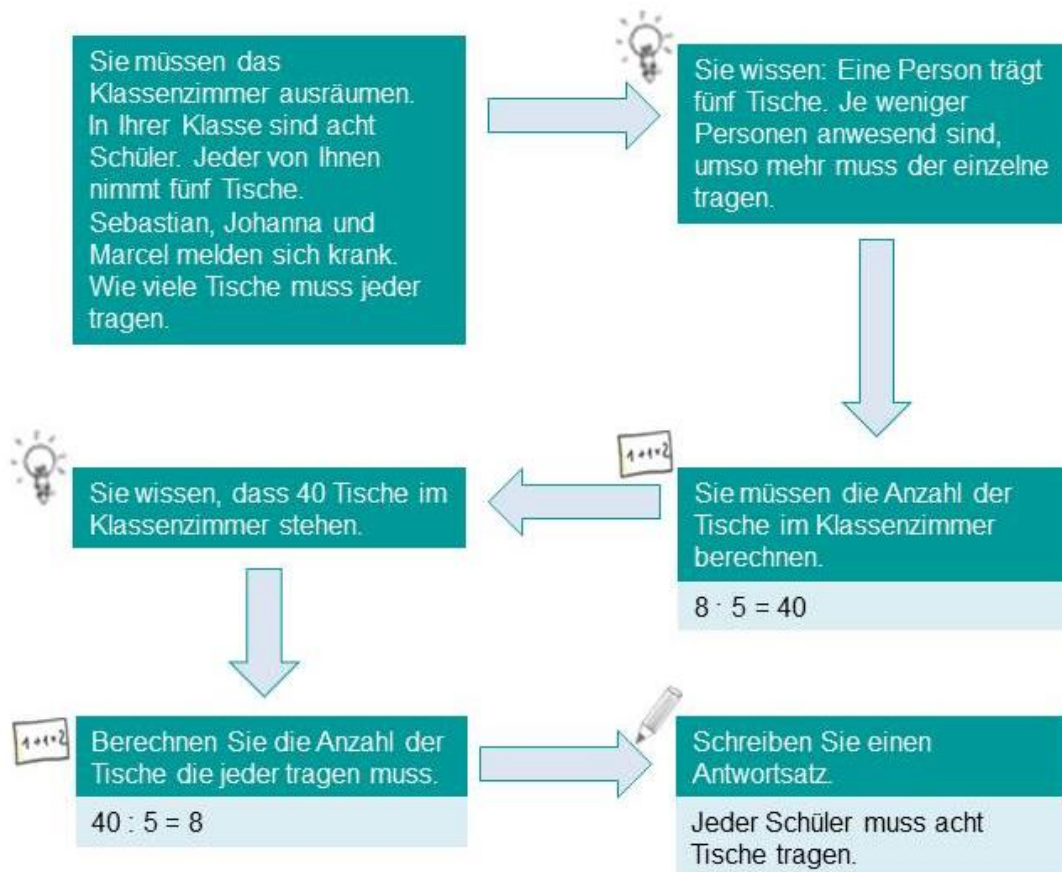 Sie müssen das
Klassenzimmer ausräumen.
In Ihrer Klasse sind acht
Schüler. Jeder von Ihnen
nimmt fünf Tische.
Sebastian, Johanna und
Marcel melden sich krank.
Wie viele Tische muss jeder
tragen.
Sie wissen: Eine Person trägt
fünf Tische. Je weniger
Personen anwesend sind,
umso mehr muss der einzelne
tragen.
1+1=2
Sie müssen die Anzahl der
Tische im Klassenzimmer
berechnen.
8 · 5 = 40
Sie wissen, dass 40 Tische im
Klassenzimmer stehen.
1+1=2
Berechnen Sie die Anzahl der
Tische die jeder tragen muss.
40 : 5 = 8
Schreiben Sie einen
Antwortsatz.
Jeder Schüler muss acht
Tische tragen.